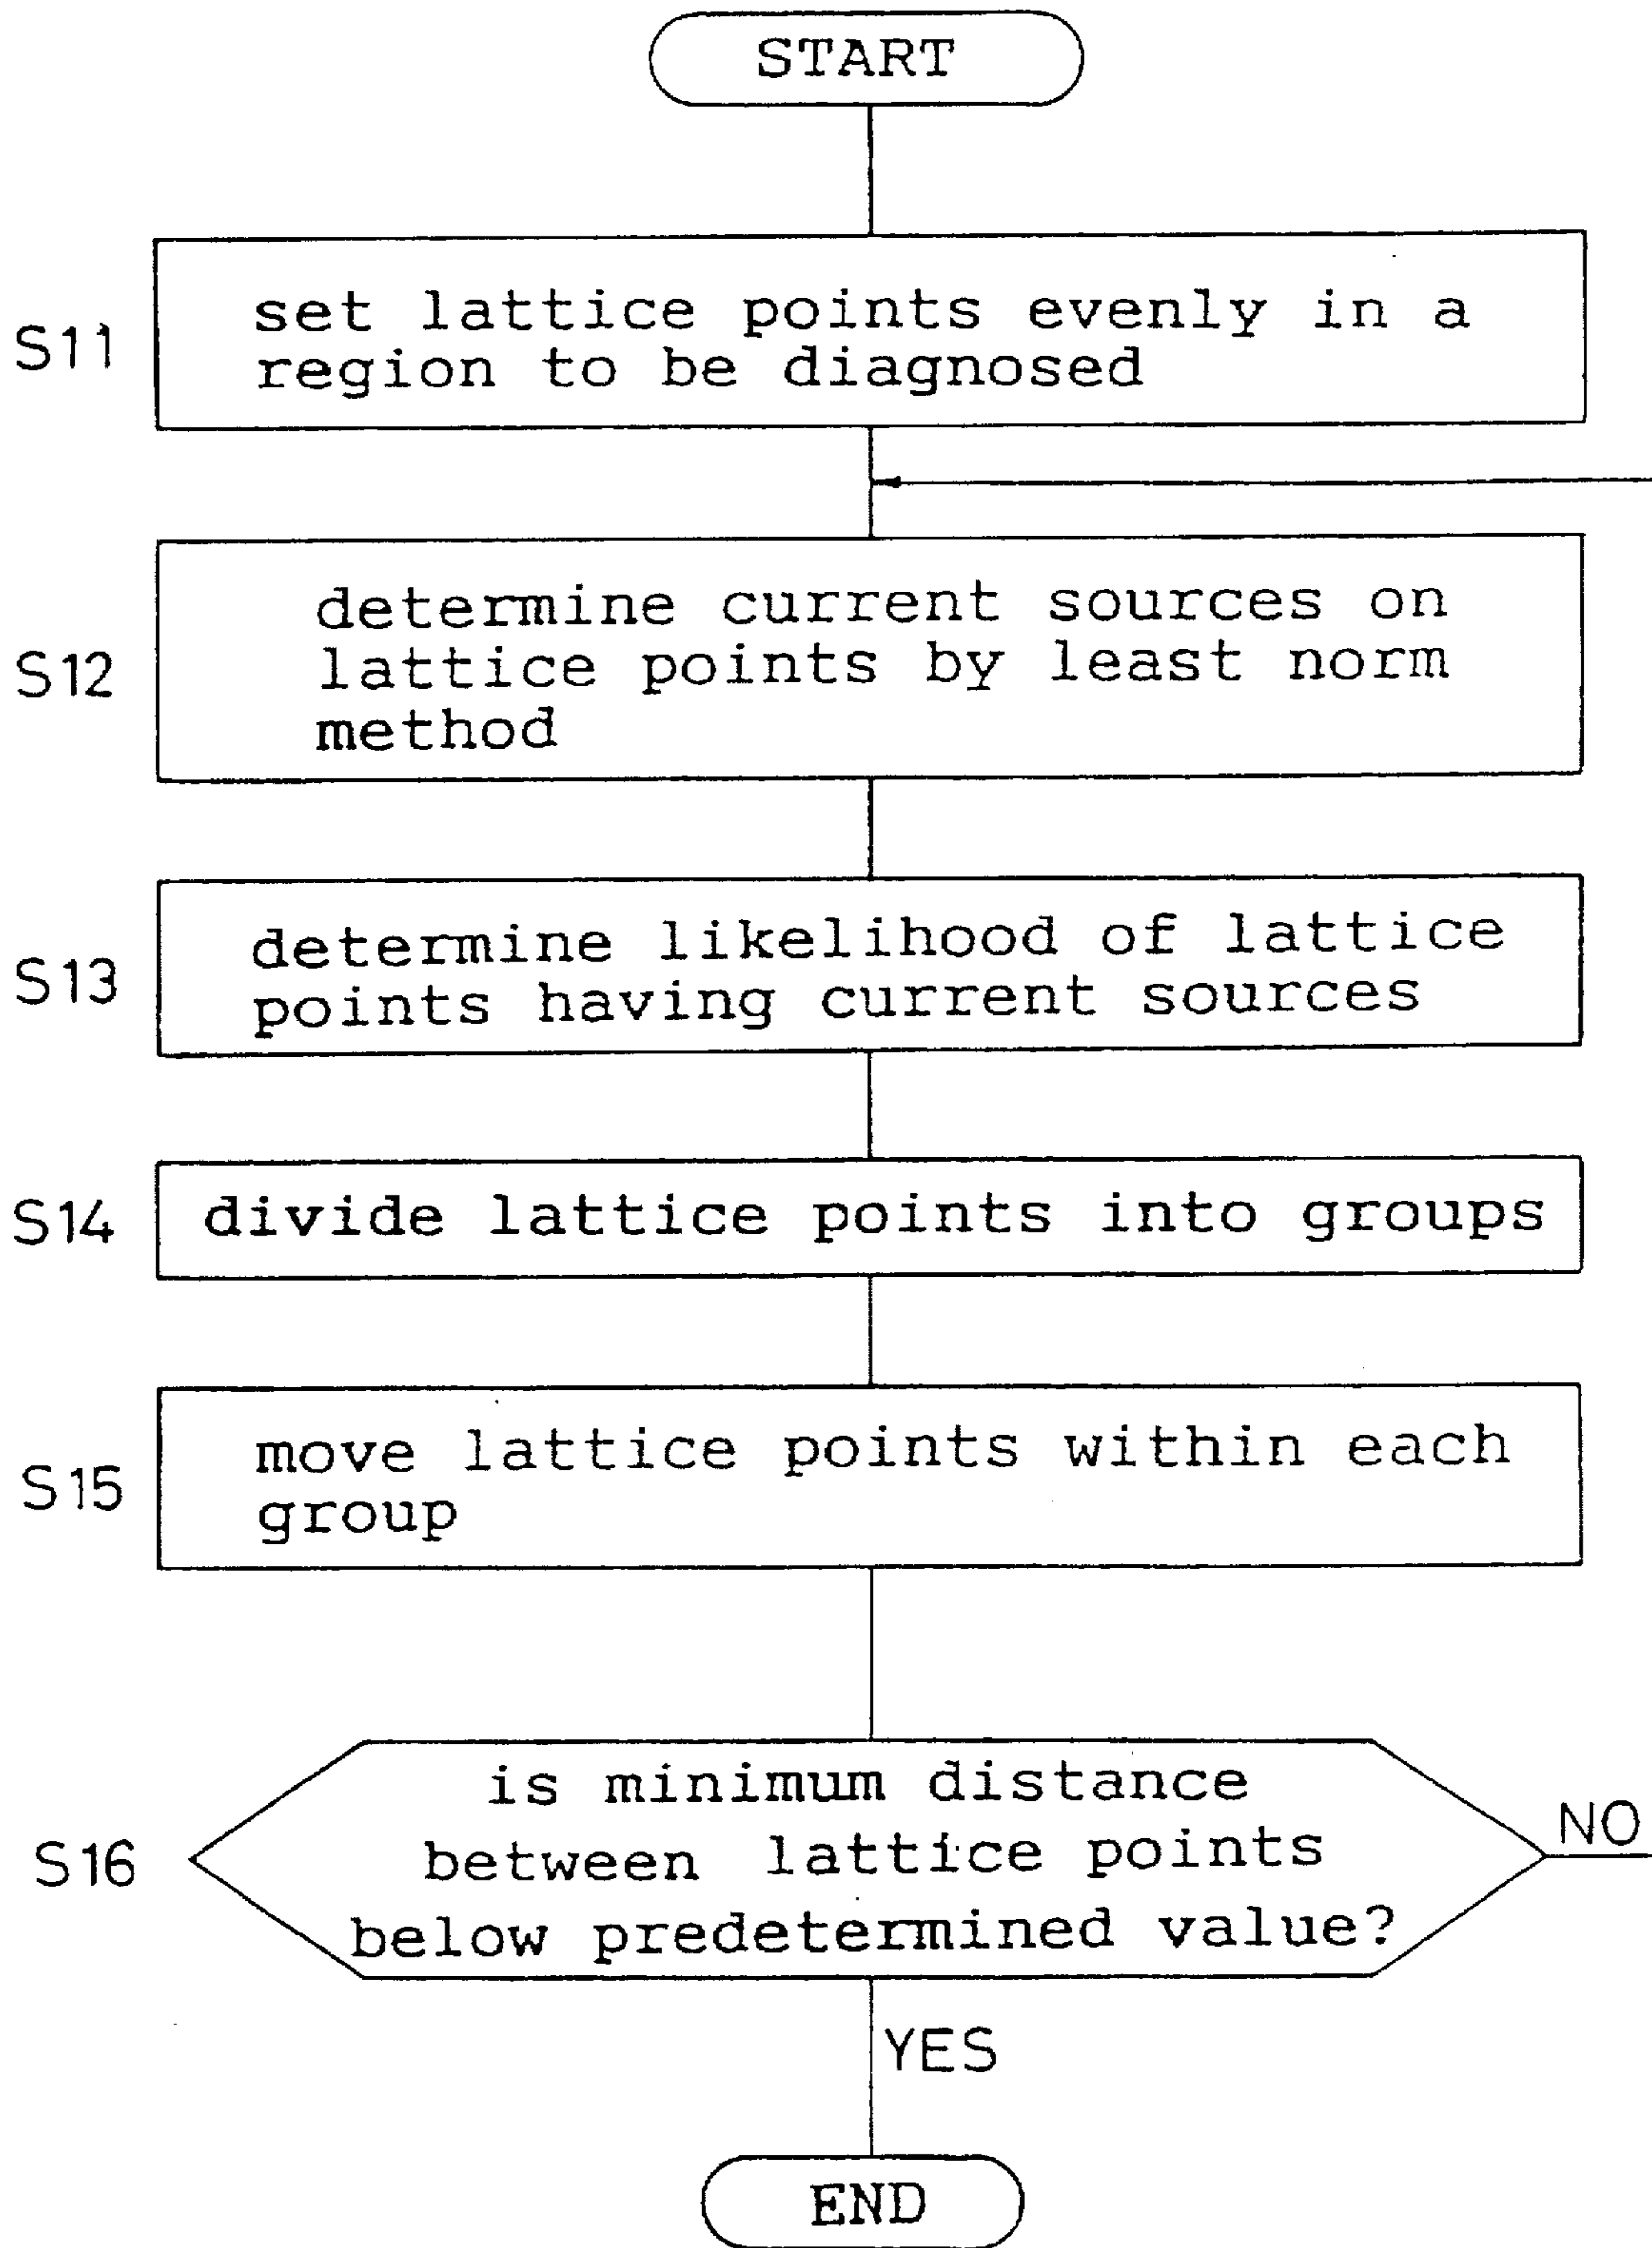 START
S11
set lattice points evenly in a
region to be diagnosed
S12
determine current sources on
lattice points by least norm
method
S13
determine likelihood of lattice
points having current sources
S14
divide lattice points into groups
S15
move lattice points within each
group
S16
is minimum distance
between lattice points
below predetermined value?
NO
YES
END